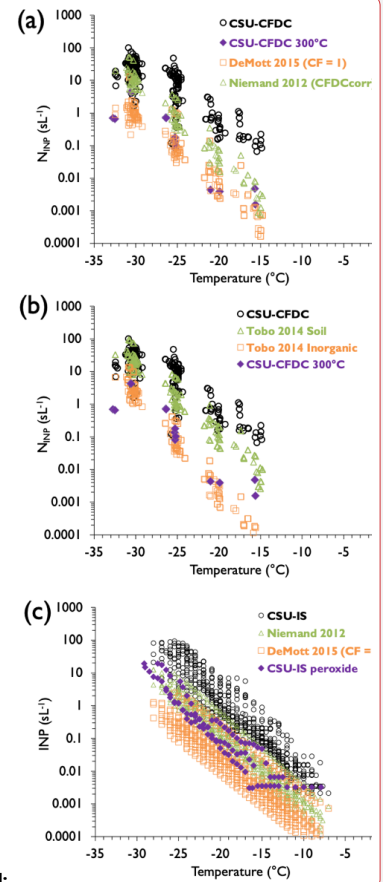 (a)
1000
100
10
1
0.1
0.01
0.001
0.0001
N_INP (sL⁻¹)
CSU-CFDC
CSU-CFDC 300°C
DeMott 2015 (CF = 1)
Niemand 2012 (CFDCcorr
-35 -30 -25 -20 -15 -10 -5
Temperature (°C)
(b)
1000
100
10
1
0.1
0.01
0.001
0.0001
N_INP (sL⁻¹)
CSU-CFDC
Tobo 2014 Soil
Tobo 2014 Inorganic
CSU-CFDC 300°C
-35 -30 -25 -20 -15 -10 -5
Temperature (°C)
(c)
1000
100
10
1
0.1
0.01
0.001
0.0001
INP (sL⁻¹)
CSU-IS
Niemand 2012
DeMott 2015 (CF =
CSU-IS peroxide
-35 -30 -25 -20 -15 -10 -5
Temperature (°C)